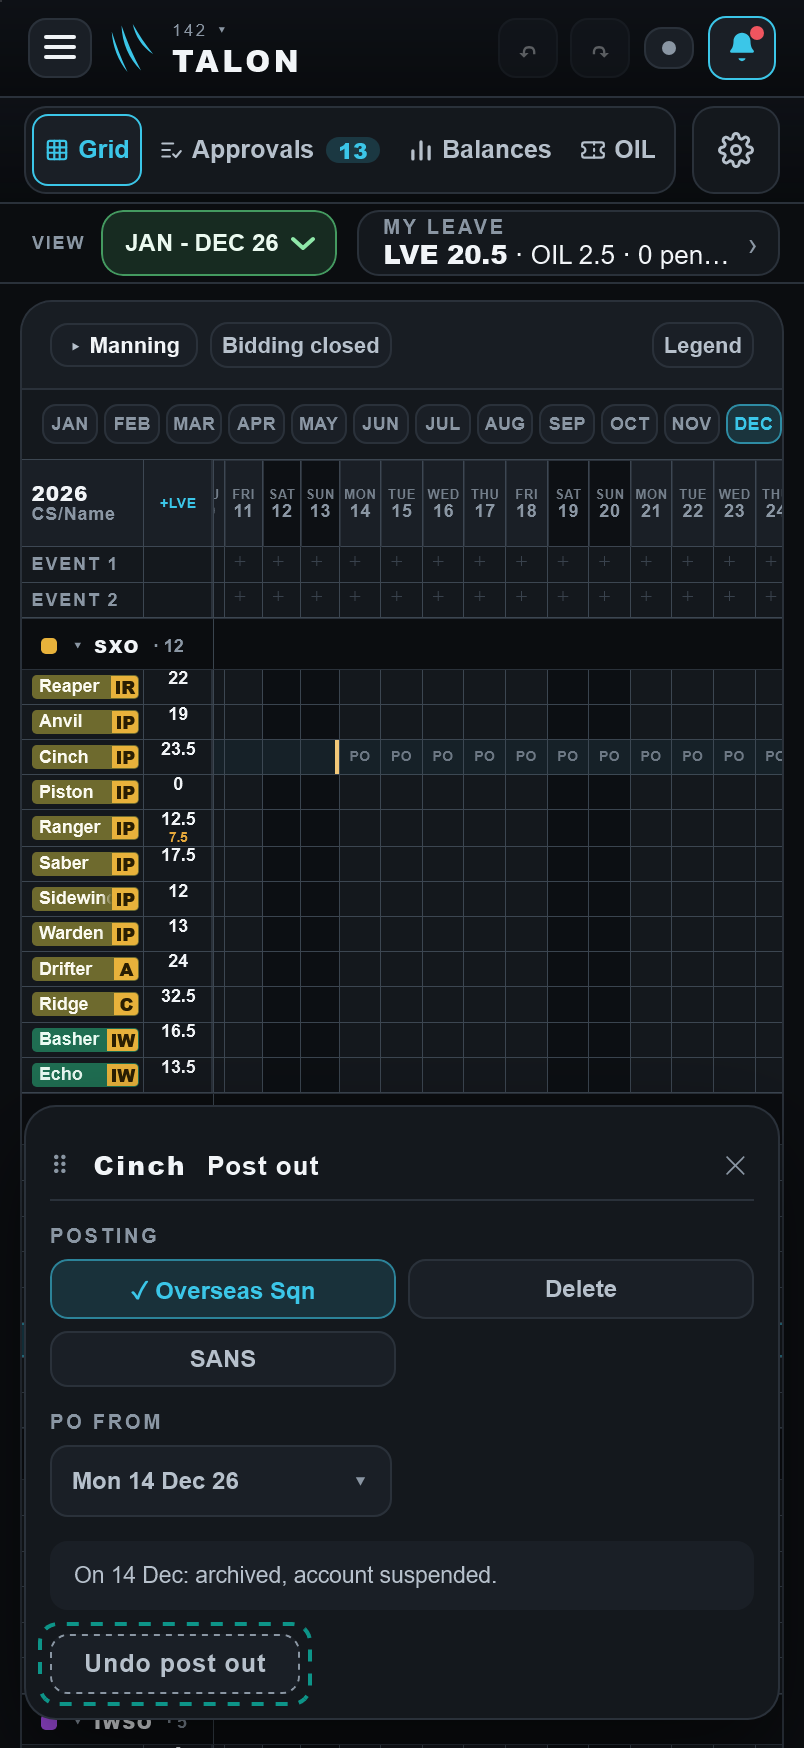 142 ▾
TALON
Grid Approvals 13 Balances OIL
VIEW JAN - DEC 26 MY LEAVE
LVE 20.5 · OIL 2.5 · 0 pen… ›
▸ Manning Bidding closed Legend
JAN FEB MAR APR MAY JUN JUL AUG SEP OCT NOV DEC
2026
CS/Name
+LVE
FRI SAT SUN MON TUE WED THU FRI SAT SUN MON TUE WED TH
11 12 13 14 15 16 17 18 19 20 21 22 23 24
EVENT 1 + + + + + + + + + + + + + +
EVENT 2 + + + + + + + + + + + + + +
▾ SXO · 12
Reaper IR 22
Anvil IP 19
Cinch IP 23.5 PO PO PO PO PO PO PO PO PO PO PO
Piston IP 0
Ranger IP 12.5
7.5
Saber IP 17.5
Sidewin IP 12
Warden IP 13
Drifter A 24
Ridge C 32.5
Basher IW 16.5
Echo IW 13.5
Cinch Post out
POSTING
✓ Overseas Sqn Delete
SANS
PO FROM
Mon 14 Dec 26 ▾
On 14 Dec: archived, account suspended.
Undo post out
▾ IWSO · 5